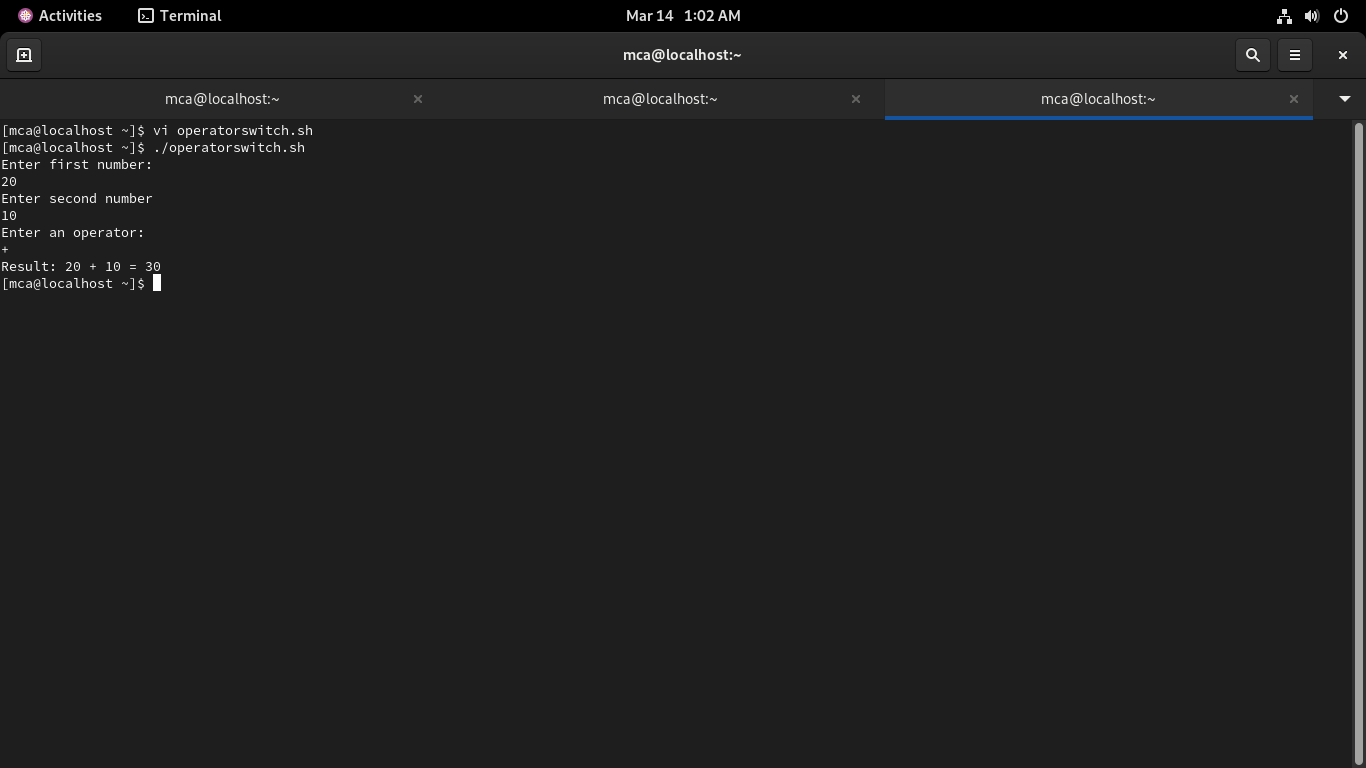 Activities Terminal Mar 14 1:02 AM
mca@localhost:~
mca@localhost:~ mca@localhost:~ mca@localhost:~
[mca@localhost ~]$ vi operatorswitch.sh
[mca@localhost ~]$ ./operatorswitch.sh
Enter first number:
20
Enter second number
10
Enter an operator:
+
Result: 20 + 10 = 30
[mca@localhost ~]$